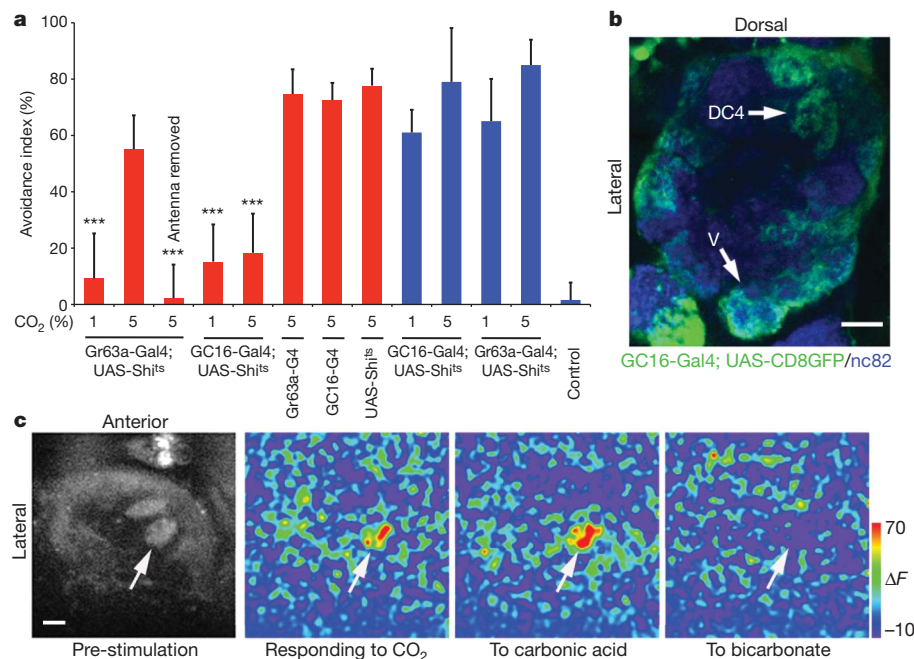 a
100
80
60
40
20
0
Avoidance index (%)
***
***
Antenna removed
***
***
CO2 (%)
1 5 5 1 5 5 5 5 1 5 1 5
Gr63a-Gal4;
UAS-Shits
GC16-Gal4;
UAS-Shits
Gr63a-G4
GC16-G4
UAS-Shits
GC16-Gal4;
UAS-Shits
Gr63a-Gal4;
UAS-Shits
Control
b
Dorsal
Lateral
DC4
V
GC16-Gal4; UAS-CD8GFP/nc82
c
Anterior
Lateral
70
ΔF
–10
Pre-stimulation
Responding to CO2
To carbonic acid
To bicarbonate